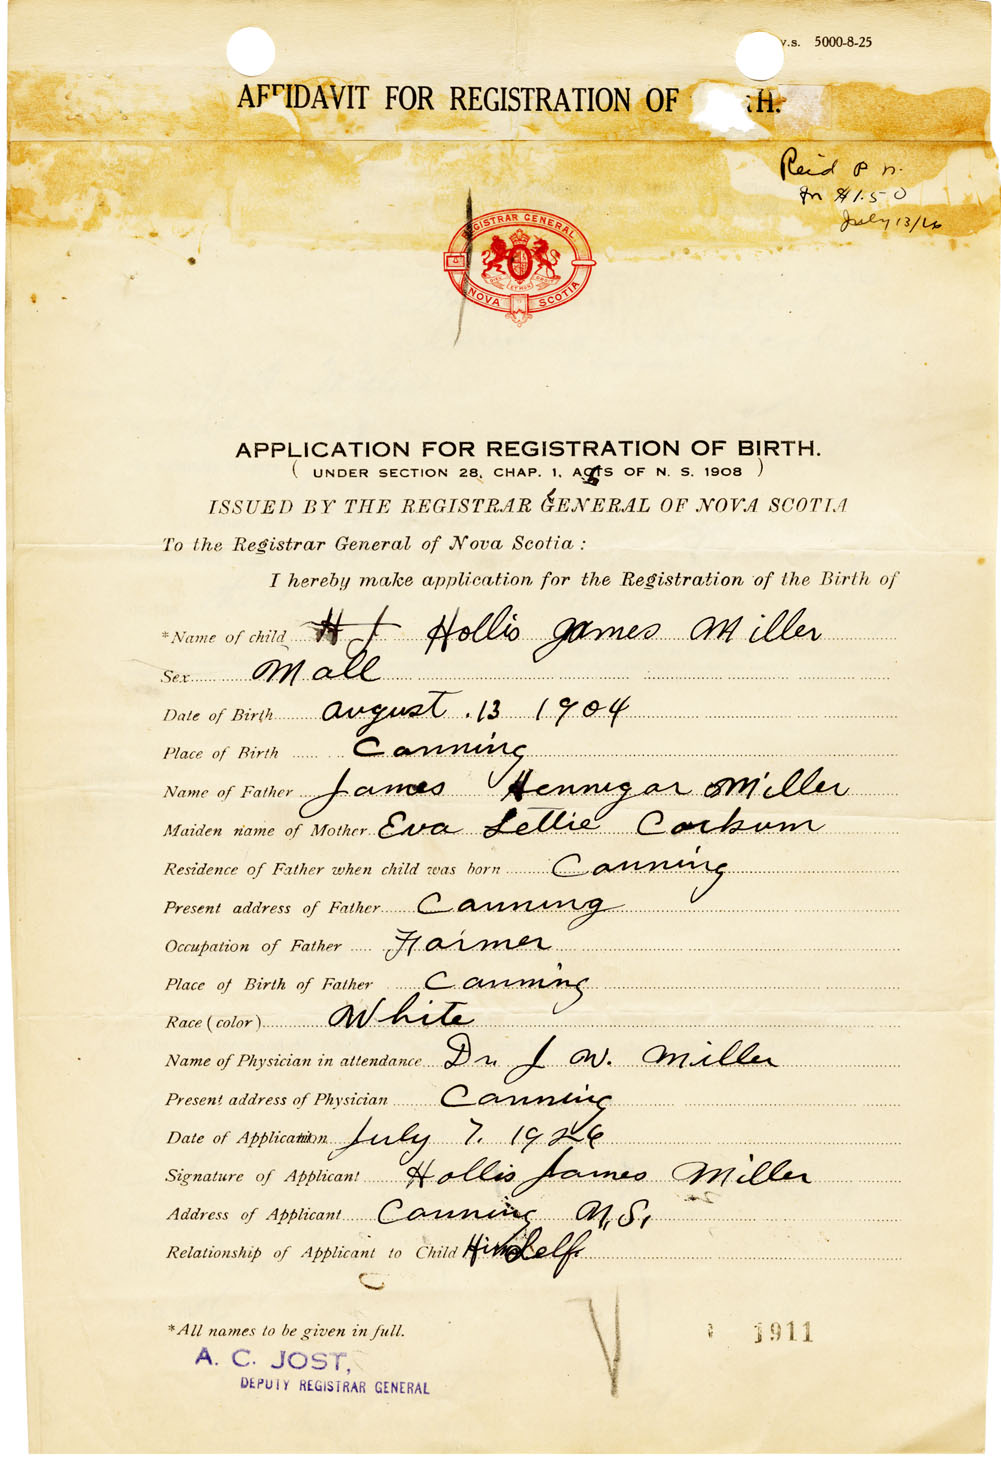 v.s. 5000-8-25
AFFIDAVIT FOR REGISTRATION OF H.
Reid P. N.
In $1.50
July 13/26
REGISTRAR GENERAL
NOVA SCOTIA
APPLICATION FOR REGISTRATION OF BIRTH.
( UNDER SECTION 28, CHAP. 1, ACTS OF N. S. 1908 )
ISSUED BY THE REGISTRAR GENERAL OF NOVA SCOTIA
To the Registrar General of Nova Scotia :
I hereby make application for the Registration of the Birth of
*Name of child H J Hollis James Miller
Sex Mall
Date of Birth august .13 1904
Place of Birth Canning
Name of Father James Hennigar Miller
Maiden name of Mother Eva Lettie Corkum
Residence of Father when child was born Canning
Present address of Father Canning
Occupation of Father Farmer
Place of Birth of Father Canning
Race (color) White
Name of Physician in attendance Dr. J W. Miller
Present address of Physician Canning
Date of Application July 7. 1926
Signature of Applicant Hollis James Miller
Address of Applicant Canning N.S.
Relationship of Applicant to Child HimSelf.
*All names to be given in full.
1911
A. C. JOST,
DEPUTY REGISTRAR GENERAL